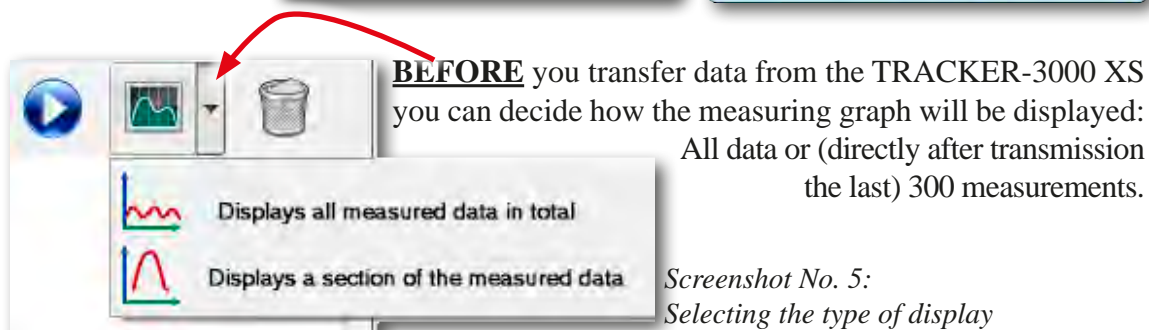 BEFORE you transfer data from the TRACKER-3000 XS
you can decide how the measuring graph will be displayed:
All data or (directly after transmission
the last) 300 measurements.
Displays all measured data in total
Displays a section of the measured data
Screenshot No. 5:
Selecting the type of display